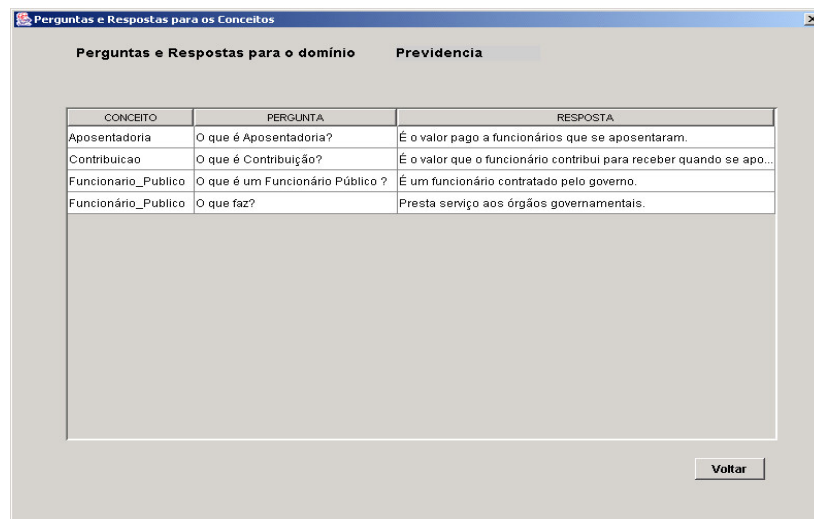 Perguntas e Respostas para os Conceitos
Perguntas e Respostas para o domínio Previdencia
CONCEITO PERGUNTA RESPOSTA
Aposentadoria O que é Aposentadoria? É o valor pago a funcionários que se aposentaram.
Contribuicao O que é Contribuição? É o valor que o funcionário contribui para receber quando se apo...
Funcionario_Publico O que é um Funcionário Público ? É um funcionário contratado pelo governo.
Funcionário_Publico O que faz? Presta serviço aos órgãos governamentais.
Voltar